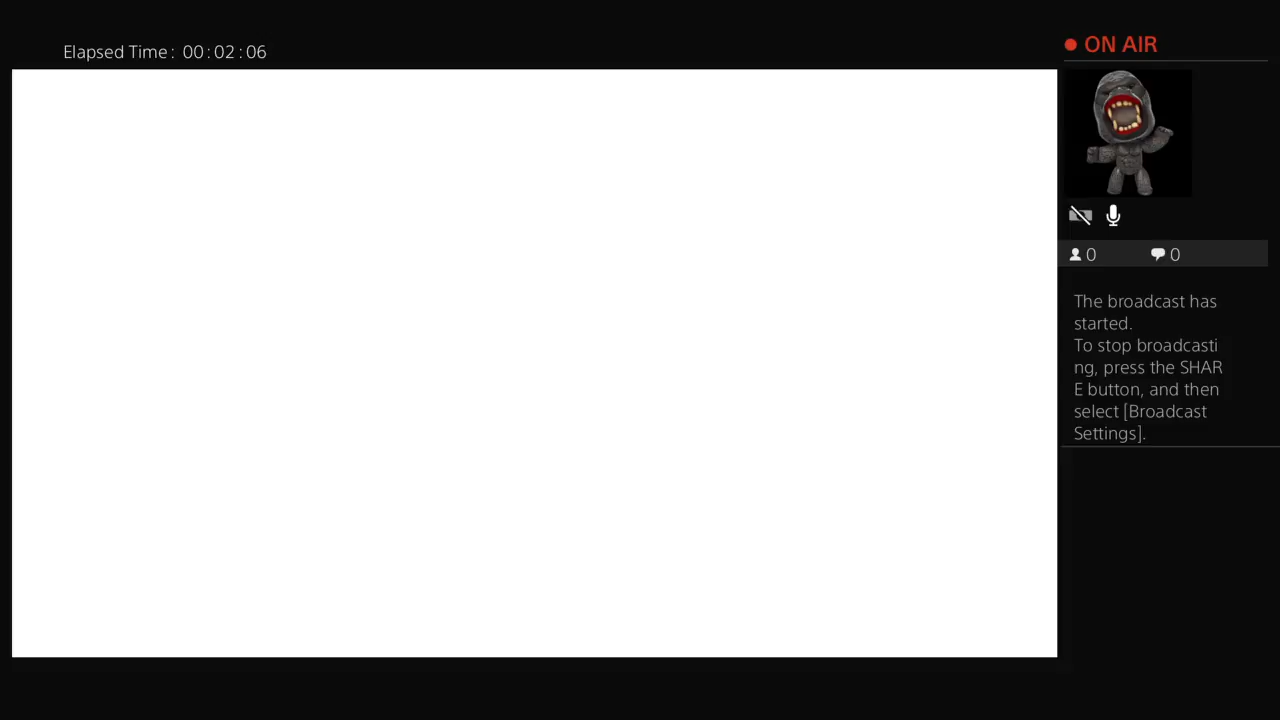 Elapsed Time: 00:02:06
ON AIR
0 0
The broadcast has
started.
To stop broadcasti
ng, press the SHAR
E button, and then
select [Broadcast
Settings].